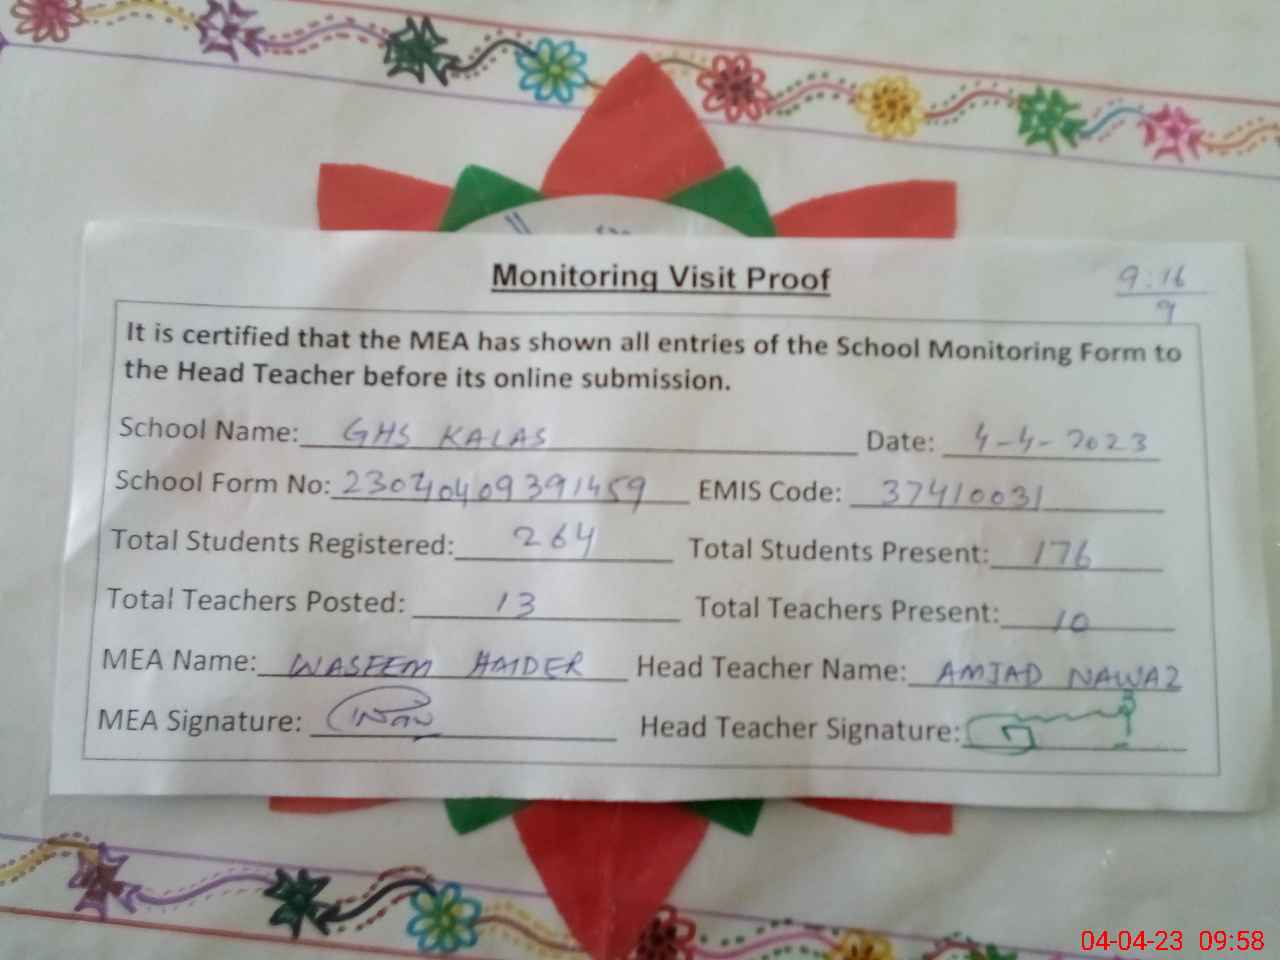 Monitoring Visit Proof
9:16
9
It is certified that the MEA has shown all entries of the School Monitoring Form to
the Head Teacher before its online submission.
School Name: GHS KALAS Date: 4-4-2023
School Form No: 23040409391459 EMIS Code: 37410031
Total Students Registered: 264 Total Students Present: 176
Total Teachers Posted: 13 Total Teachers Present: 10
MEA Name: WASEEM HAIDER Head Teacher Name: AMJAD NAWAZ
MEA Signature: Head Teacher Signature:
04-04-23 09:58